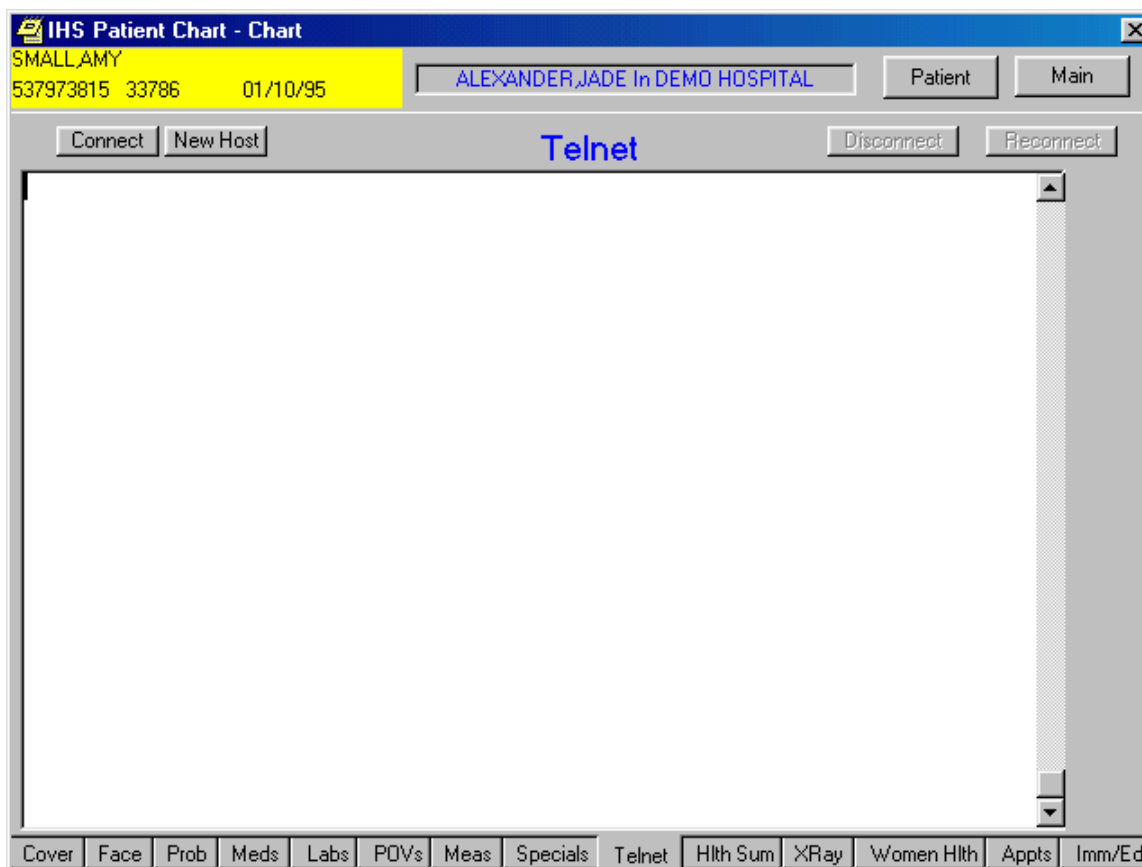 IHS Patient Chart - Chart
SMALL,AMY
537973815 33786 01/10/95
ALEXANDER,JADE In DEMO HOSPITAL
Patient
Main
Connect
New Host
Telnet
Disconnect
Reconnect
Cover Face Prob Meds Labs POVs Meas Specials Telnet Hlth Sum XRay Women Hlth Appts